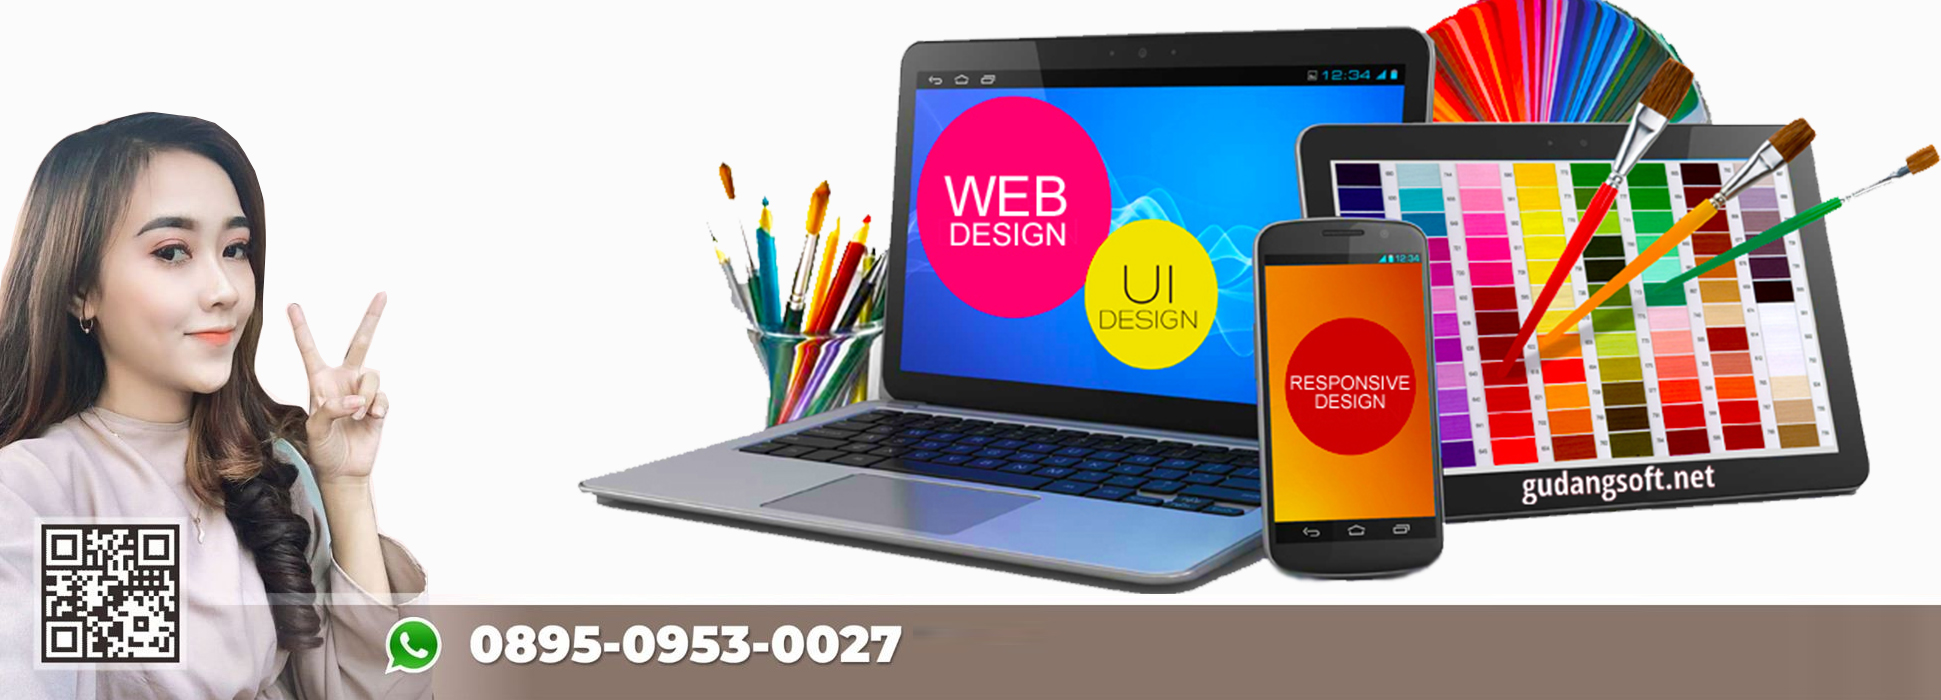 12:34
WEB
DESIGN
UI
DESIGN
12:34
RESPONSIVE
DESIGN
gudangsoft.net
0895-0953-0027